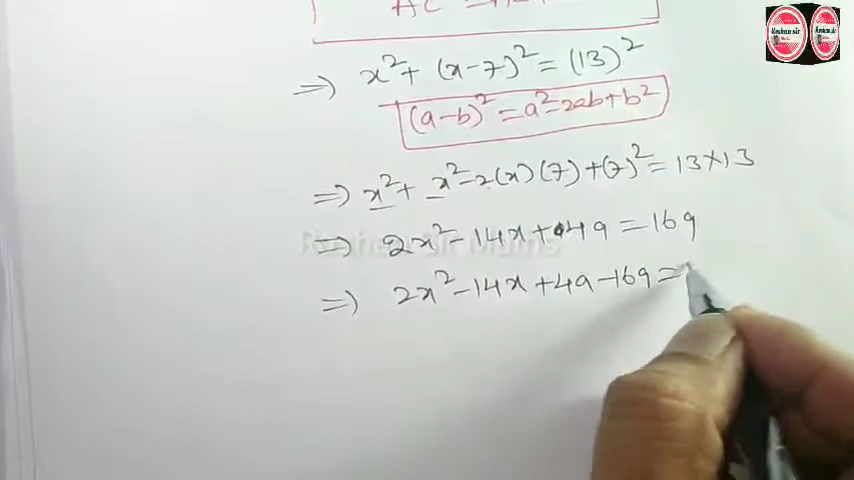 ⇒ x² + (x-7)² = (13)²
(a-b)² = a²-2ab+b²
⇒ x² + x²-2(x)(7)+(7)² = 13×13
⇒ 2x²-14x+49 = 169
⇒ 2x²-14x+49-169 =